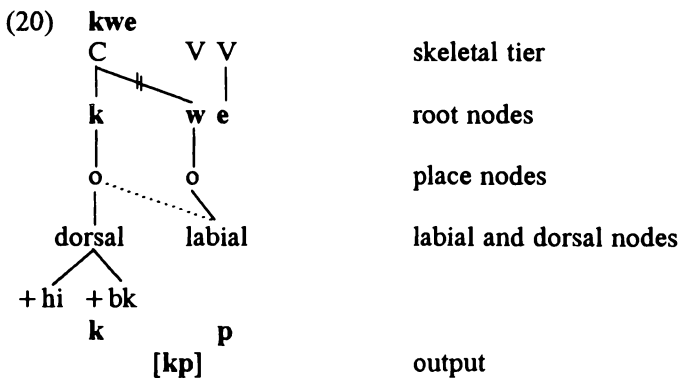 (20) kwe
C V V skeletal tier
k w e root nodes
o o place nodes
dorsal labial labial and dorsal nodes
+ hi + bk
k p
[kp] output